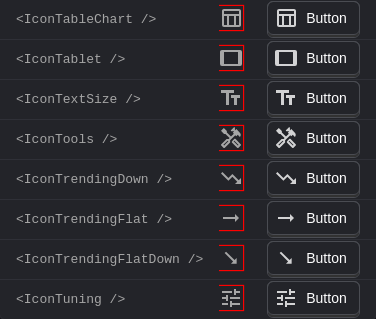 <IconTableChart /> Button
<IconTablet /> Button
<IconTextSize /> Button
<IconTools /> Button
<IconTrendingDown /> Button
<IconTrendingFlat /> Button
<IconTrendingFlatDown /> Button
<IconTuning /> Button